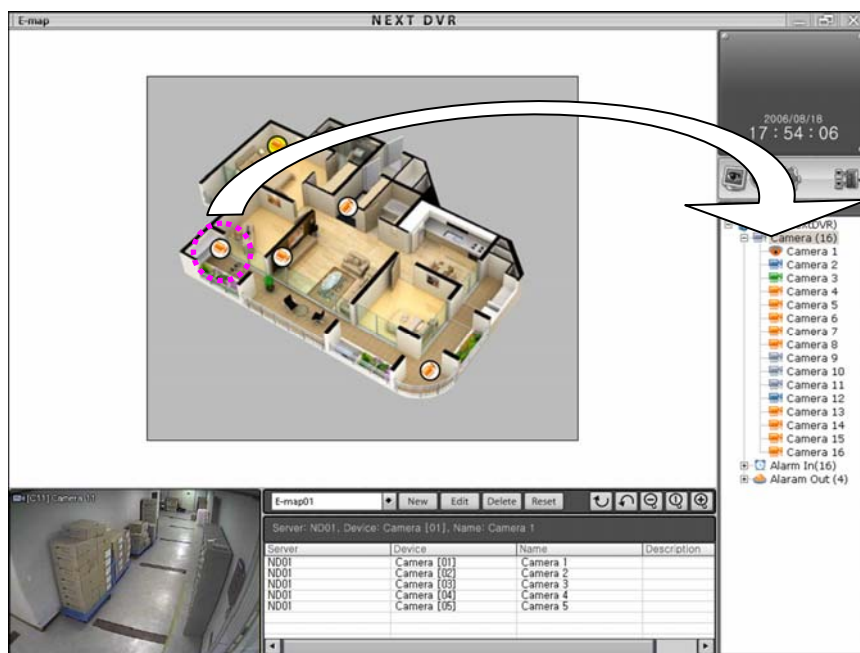 E-map
NEXT DVR
2006/08/18
17 : 54 : 06
DVR)
Camera (16)
Camera 1
Camera 2
Camera 3
Camera 4
Camera 5
Camera 6
Camera 7
Camera 8
Camera 9
Camera 10
Camera 11
Camera 12
Camera 13
Camera 14
Camera 15
Camera 16
Alarm In(16)
Alaram Out (4)
[C11] Camera 11
E-map01
New
Edit
Delete
Reset
Server: ND01, Device: Camera [01], Name: Camera 1
Server Device Name Description
ND01 Camera [01] Camera 1
ND01 Camera [02] Camera 2
ND01 Camera [03] Camera 3
ND01 Camera [04] Camera 4
ND01 Camera [05] Camera 5